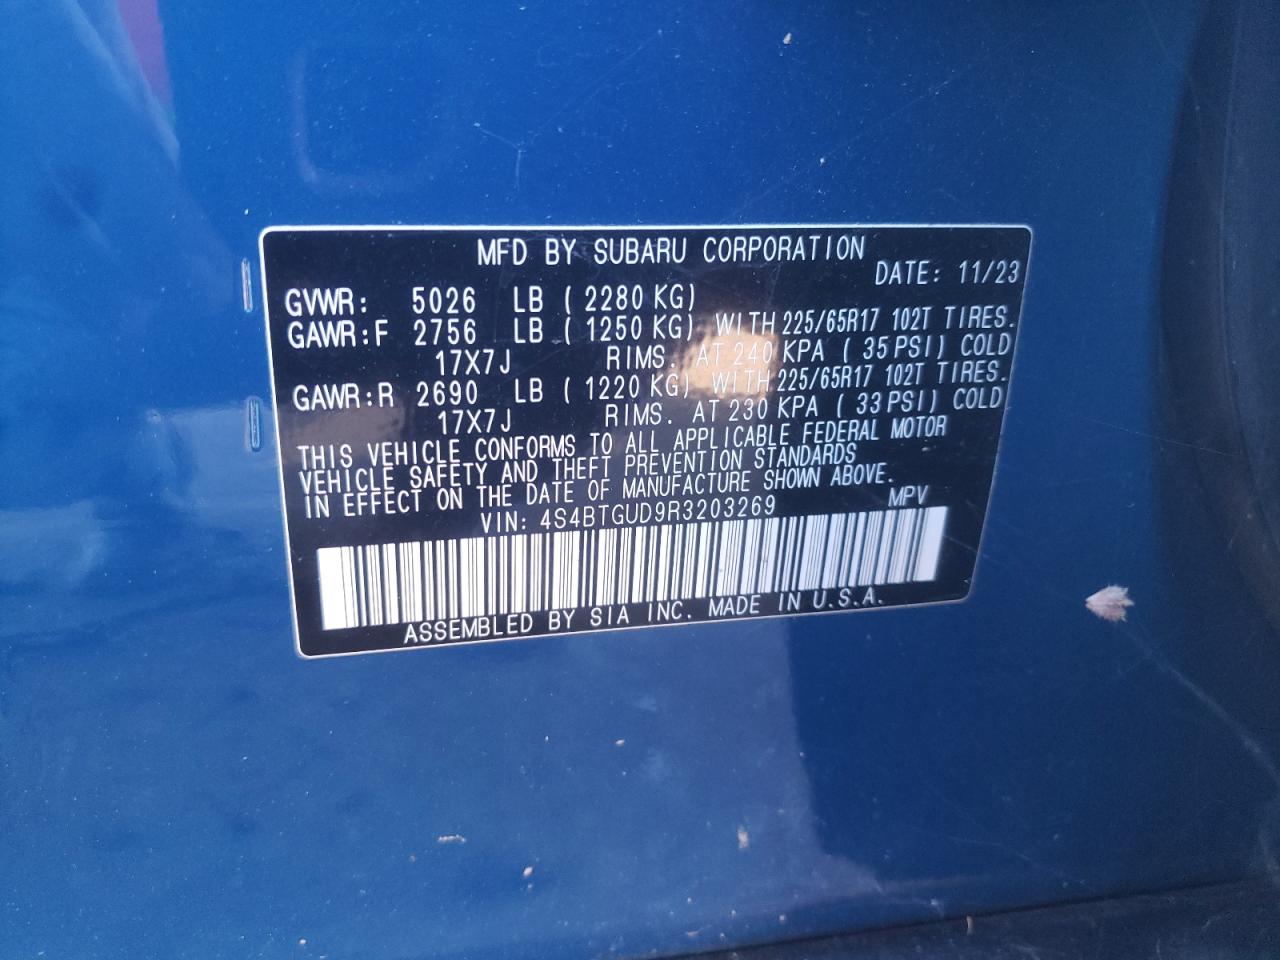 MFD BY SUBARU CORPORATION
DATE: 11/23
GVWR: 5026 LB ( 2280 KG)
GAWR:F 2756 LB ( 1250 KG) WITH 225/65R17 102T TIRES.
17X7J RIMS. AT 240 KPA ( 35 PSI) COLD
GAWR:R 2690 LB ( 1220 KG) WITH 225/65R17 102T TIRES.
17X7J RIMS. AT 230 KPA ( 33 PSI) COLD
THIS VEHICLE CONFORMS TO ALL APPLICABLE FEDERAL MOTOR
VEHICLE SAFETY AND THEFT PREVENTION STANDARDS
IN EFFECT ON THE DATE OF MANUFACTURE SHOWN ABOVE.
VIN: 4S4BTGUD9R3203269 MPV
ASSEMBLED BY SIA INC. MADE IN U.S.A.